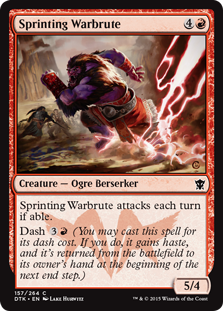 Sprinting Warbrute 4
Creature — Ogre Berserker
Sprinting Warbrute attacks each turn
if able.
Dash 3 (You may cast this spell for
its dash cost. If you do, it gains haste,
and it's returned from the battlefield to
its owner's hand at the beginning of the
next end step.)
5/4
157/264 C
DTK • EN Lake Hurwitz
™ & © 2015 Wizards of the Coast